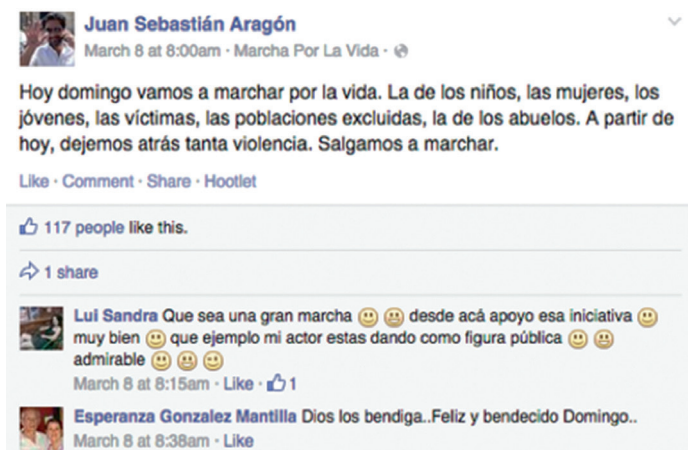 Juan Sebastián Aragón
March 8 at 8:00am · Marcha Por La Vida ·
Hoy domingo vamos a marchar por la vida. La de los niños, las mujeres, los
jóvenes, las víctimas, las poblaciones excluidas, la de los abuelos. A partir de
hoy, dejemos atrás tanta violencia. Salgamos a marchar.
Like · Comment · Share · Hootlet
117 people like this.
1 share
Lui Sandra Que sea una gran marcha desde acá apoyo esa iniciativa
muy bien que ejemplo mi actor estas dando como figura pública
admirable
March 8 at 8:15am · Like · 1
Esperanza Gonzalez Mantilla Dios los bendiga..Feliz y bendecido Domingo..
March 8 at 8:38am · Like